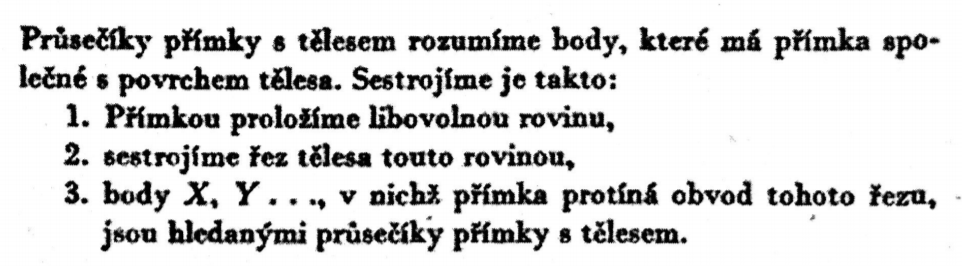 Průsečíky přímky s tělesem rozumíme body, které má přímka spo-
lečné s povrchem tělesa. Sestrojíme je takto:
1. Přímkou proložíme libovolnou rovinu,
2. sestrojíme řez tělesa touto rovinou,
3. body X, Y . . ., v nichž přímka protíná obvod tohoto řezu,
jsou hledanými průsečíky přímky s tělesem.